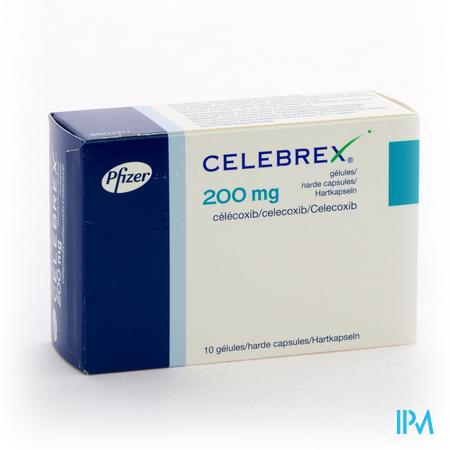 Pfizer
CELEBREX®
gélules/
harde capsules/
Hartkapseln
200 mg
célécoxib/celecoxib/Celecoxib
10 gélules/harde capsules/Hartkapseln
CELEBREX
200 mg
IPM